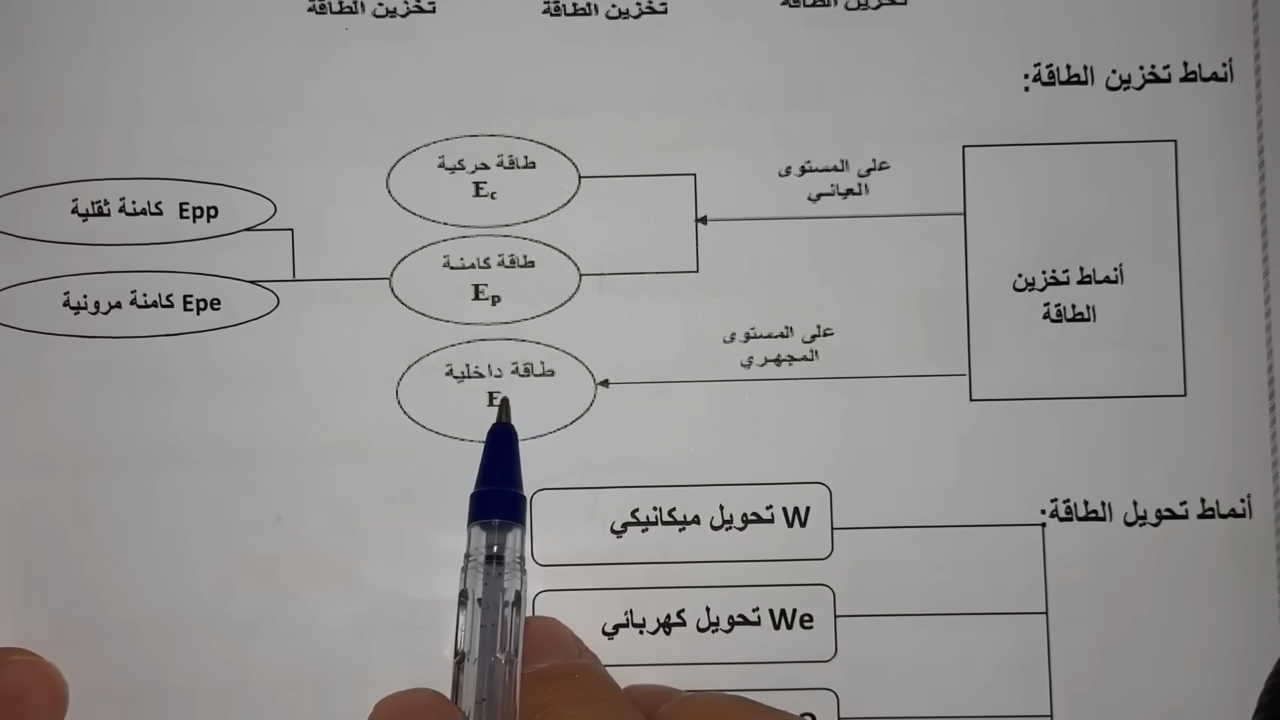 تخزين الطاقة
تخزين الطاقة
تخزين الطاقة
أنماط تخزين الطاقة:
أنماط تخزين
الطاقة
على المستوى
العياني
على المستوى
المجهري
طاقة حركية
Ec
طاقة كامنة
Ep
طاقة داخلية
E
Epp كامنة ثقلية
Epe كامنة مرونية
أنماط تحويل الطاقة:
W تحويل ميكانيكي
We تحويل كهربائي